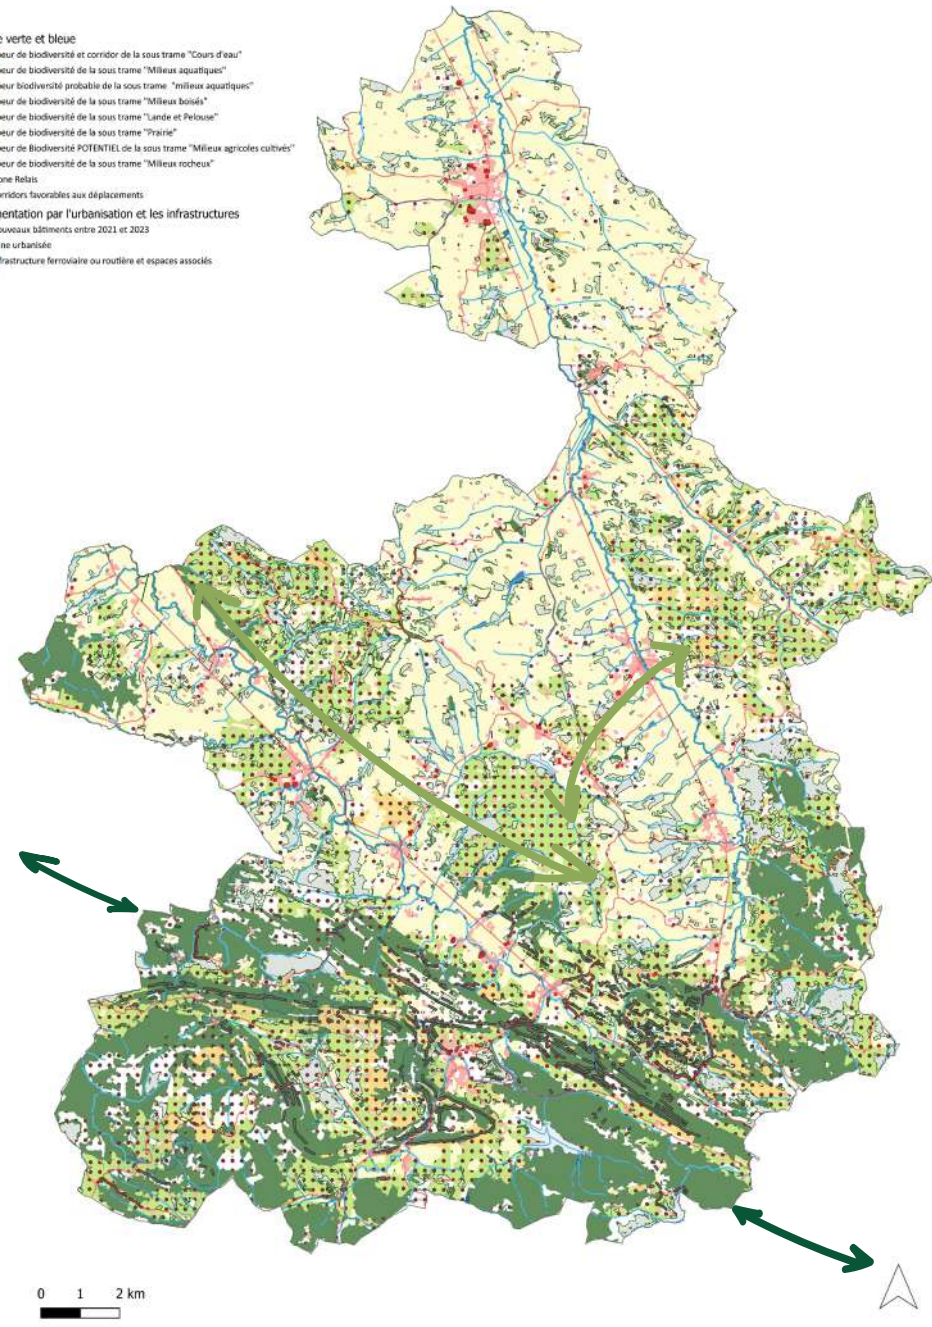 e verte et bleue
eur de biodiversité et corridor de la sous trame "Cours d'eau"
eur de biodiversité de la sous trame "Milieux aquatiques"
eur biodiversité probable de la sous trame "milieux aquatiques"
eur de biodiversité de la sous trame "Milieux boisés"
eur de biodiversité de la sous trame "Lande et Pelouse"
eur de biodiversité de la sous trame "Prairie"
eur de Biodiversité POTENTIEL de la sous trame "Milieux agricoles cultivés"
eur de biodiversité de la sous trame "Milieux rocheux"
one Relais
orridors favorables aux déplacements
mentation par l'urbanisation et les infrastructures
ouveaux bâtiments entre 2021 et 2023
ne urbanisée
frastructure ferroviaire ou routière et espaces associés
0 1 2 km